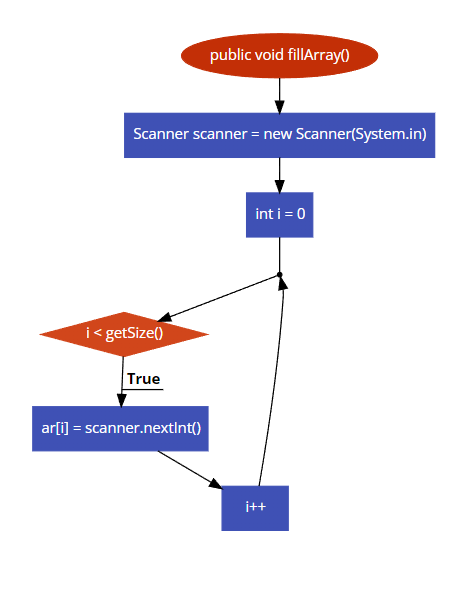 public void fillArray()
Scanner scanner = new Scanner(System.in)
int i = 0
i < getSize()
True
ar[i] = scanner.nextInt()
i++